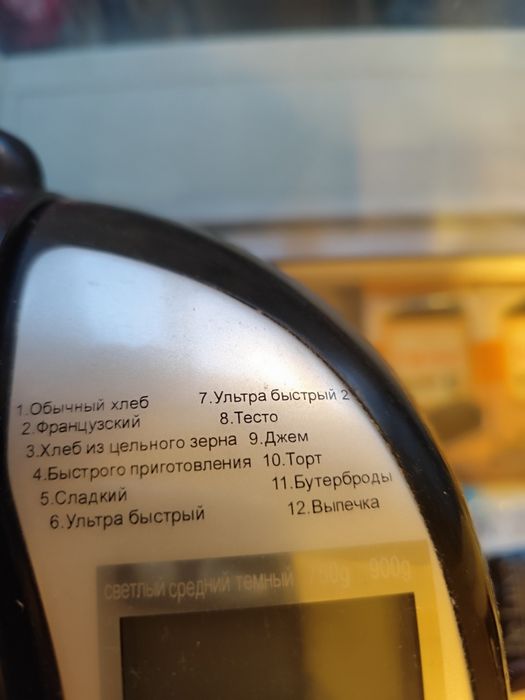 1.Обычный хлеб
2.Французский
3.Хлеб из цельного зерна
4.Быстрого приготовления
5.Сладкий
6.Ультра быстрый
7.Ультра быстрый 2
8.Тесто
9.Джем
10.Торт
11.Бутерброды
12.Выпечка
светлый средний темный 750g 900g